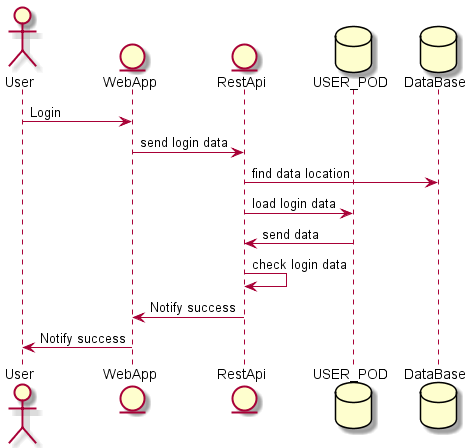 User WebApp RestApi USER_POD DataBase
Login
send login data
find data location
load login data
send data
check login data
Notify success
Notify success
User WebApp RestApi USER_POD DataBase